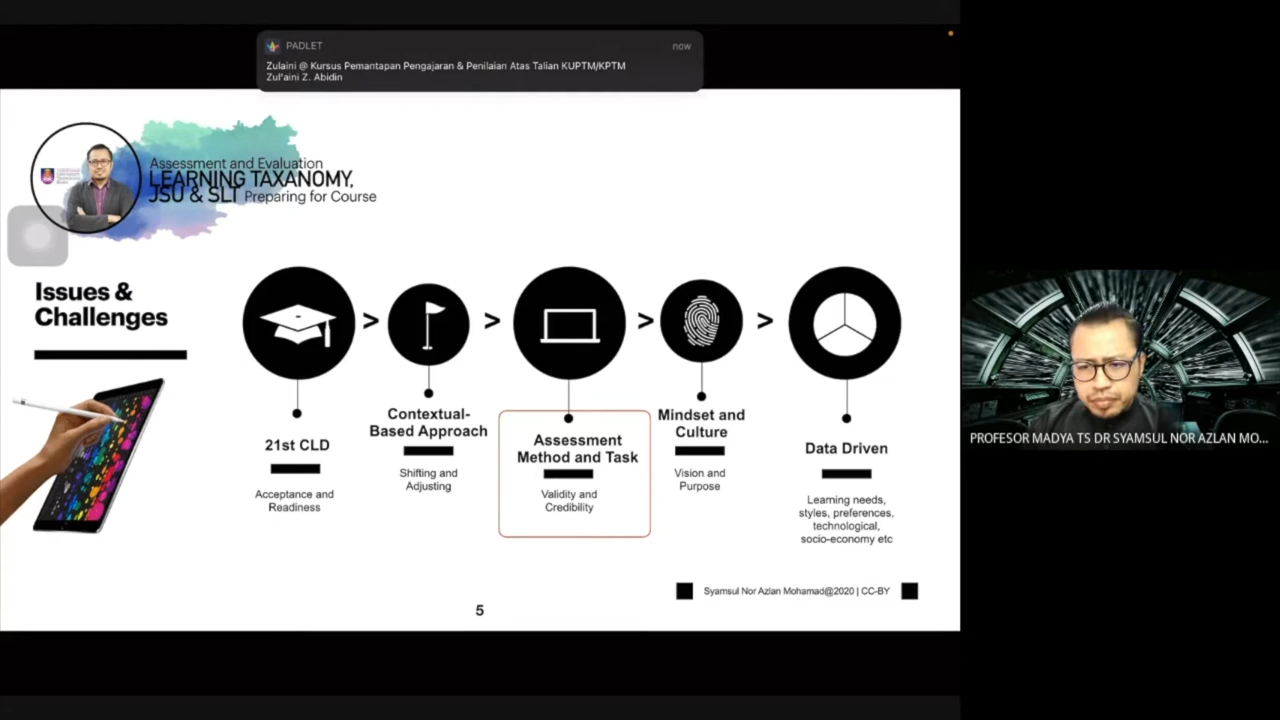 PADLET
now
Zulaini @ Kursus Pemantapan Pengajaran & Penilaian Atas Talian KUPTM/KPTM
Zul'aini Z. Abidin
Assessment and Evaluation
LEARNING TAXANOMY,
JSU & SLT Preparing for Course
Issues &
Challenges
>
>
>
>
21st CLD
Acceptance and
Readiness
Contextual-
Based Approach
Shifting and
Adjusting
Assessment
Method and Task
Validity and
Credibility
Mindset and
Culture
Vision and
Purpose
Data Driven
Learning needs,
styles, preferences,
technological,
socio-economy etc
Syamsul Nor Azlan Mohamad@2020 | CC-BY
5
PROFESOR MADYA TS DR SYAMSUL NOR AZLAN MO...